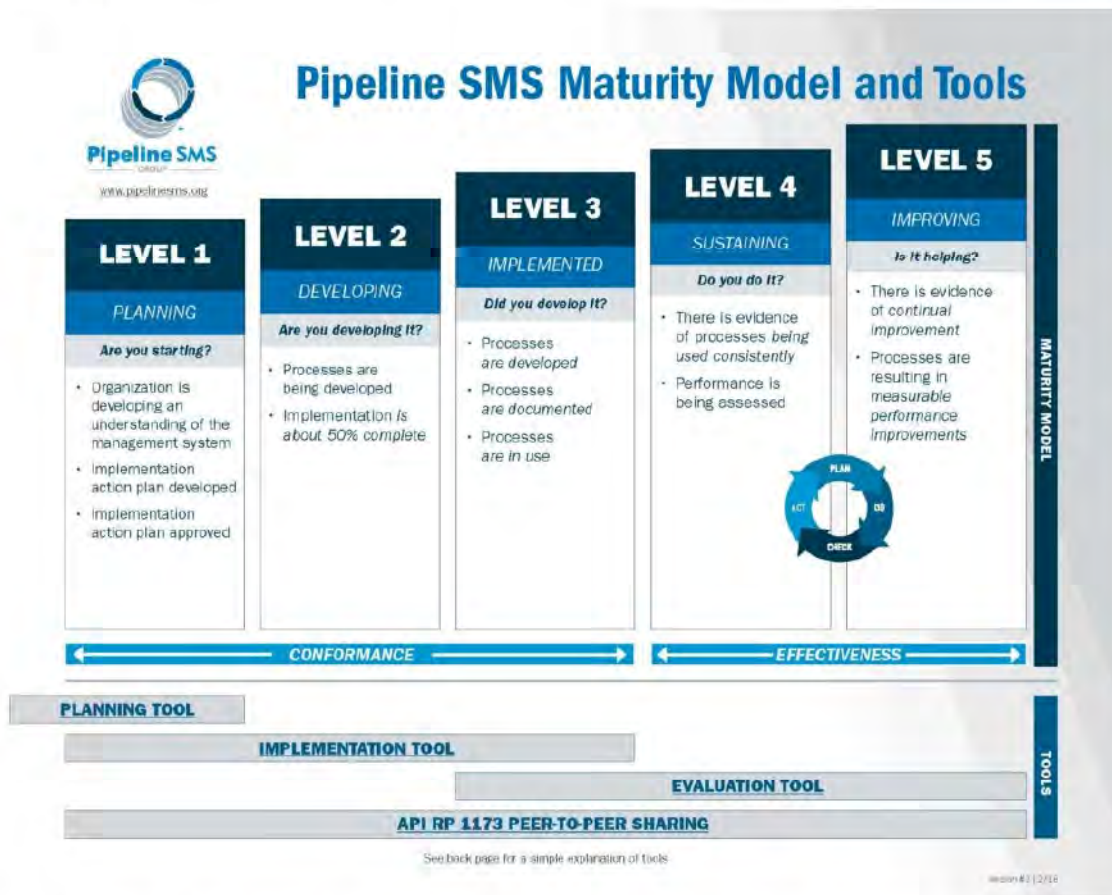 Pipeline SMS Maturity Model and Tools
Pipeline SMS
GROUP
www.pipelinesms.org
LEVEL 1
PLANNING
Are you starting?
• Organization is
developing an
understanding of the
management system
• Implementation
action plan developed
• Implementation
action plan approved
LEVEL 2
DEVELOPING
Are you developing it?
• Processes are
being developed
• Implementation is
about 50% complete
LEVEL 3
IMPLEMENTED
Did you develop it?
• Processes
are developed
• Processes
are documented
• Processes
are in use
LEVEL 4
SUSTAINING
Do you do it?
• There is evidence
of processes being
used consistently
• Performance is
being assessed
LEVEL 5
IMPROVING
Is it helping?
• There is evidence
of continual
improvement
• Processes are
resulting in
measurable
performance
improvements
PLAN
DO
CHECK
ACT
MATURITY MODEL
CONFORMANCE
EFFECTIVENESS
PLANNING TOOL
IMPLEMENTATION TOOL
EVALUATION TOOL
API RP 1173 PEER-TO-PEER SHARING
TOOLS
See back page for a simple explanation of tools